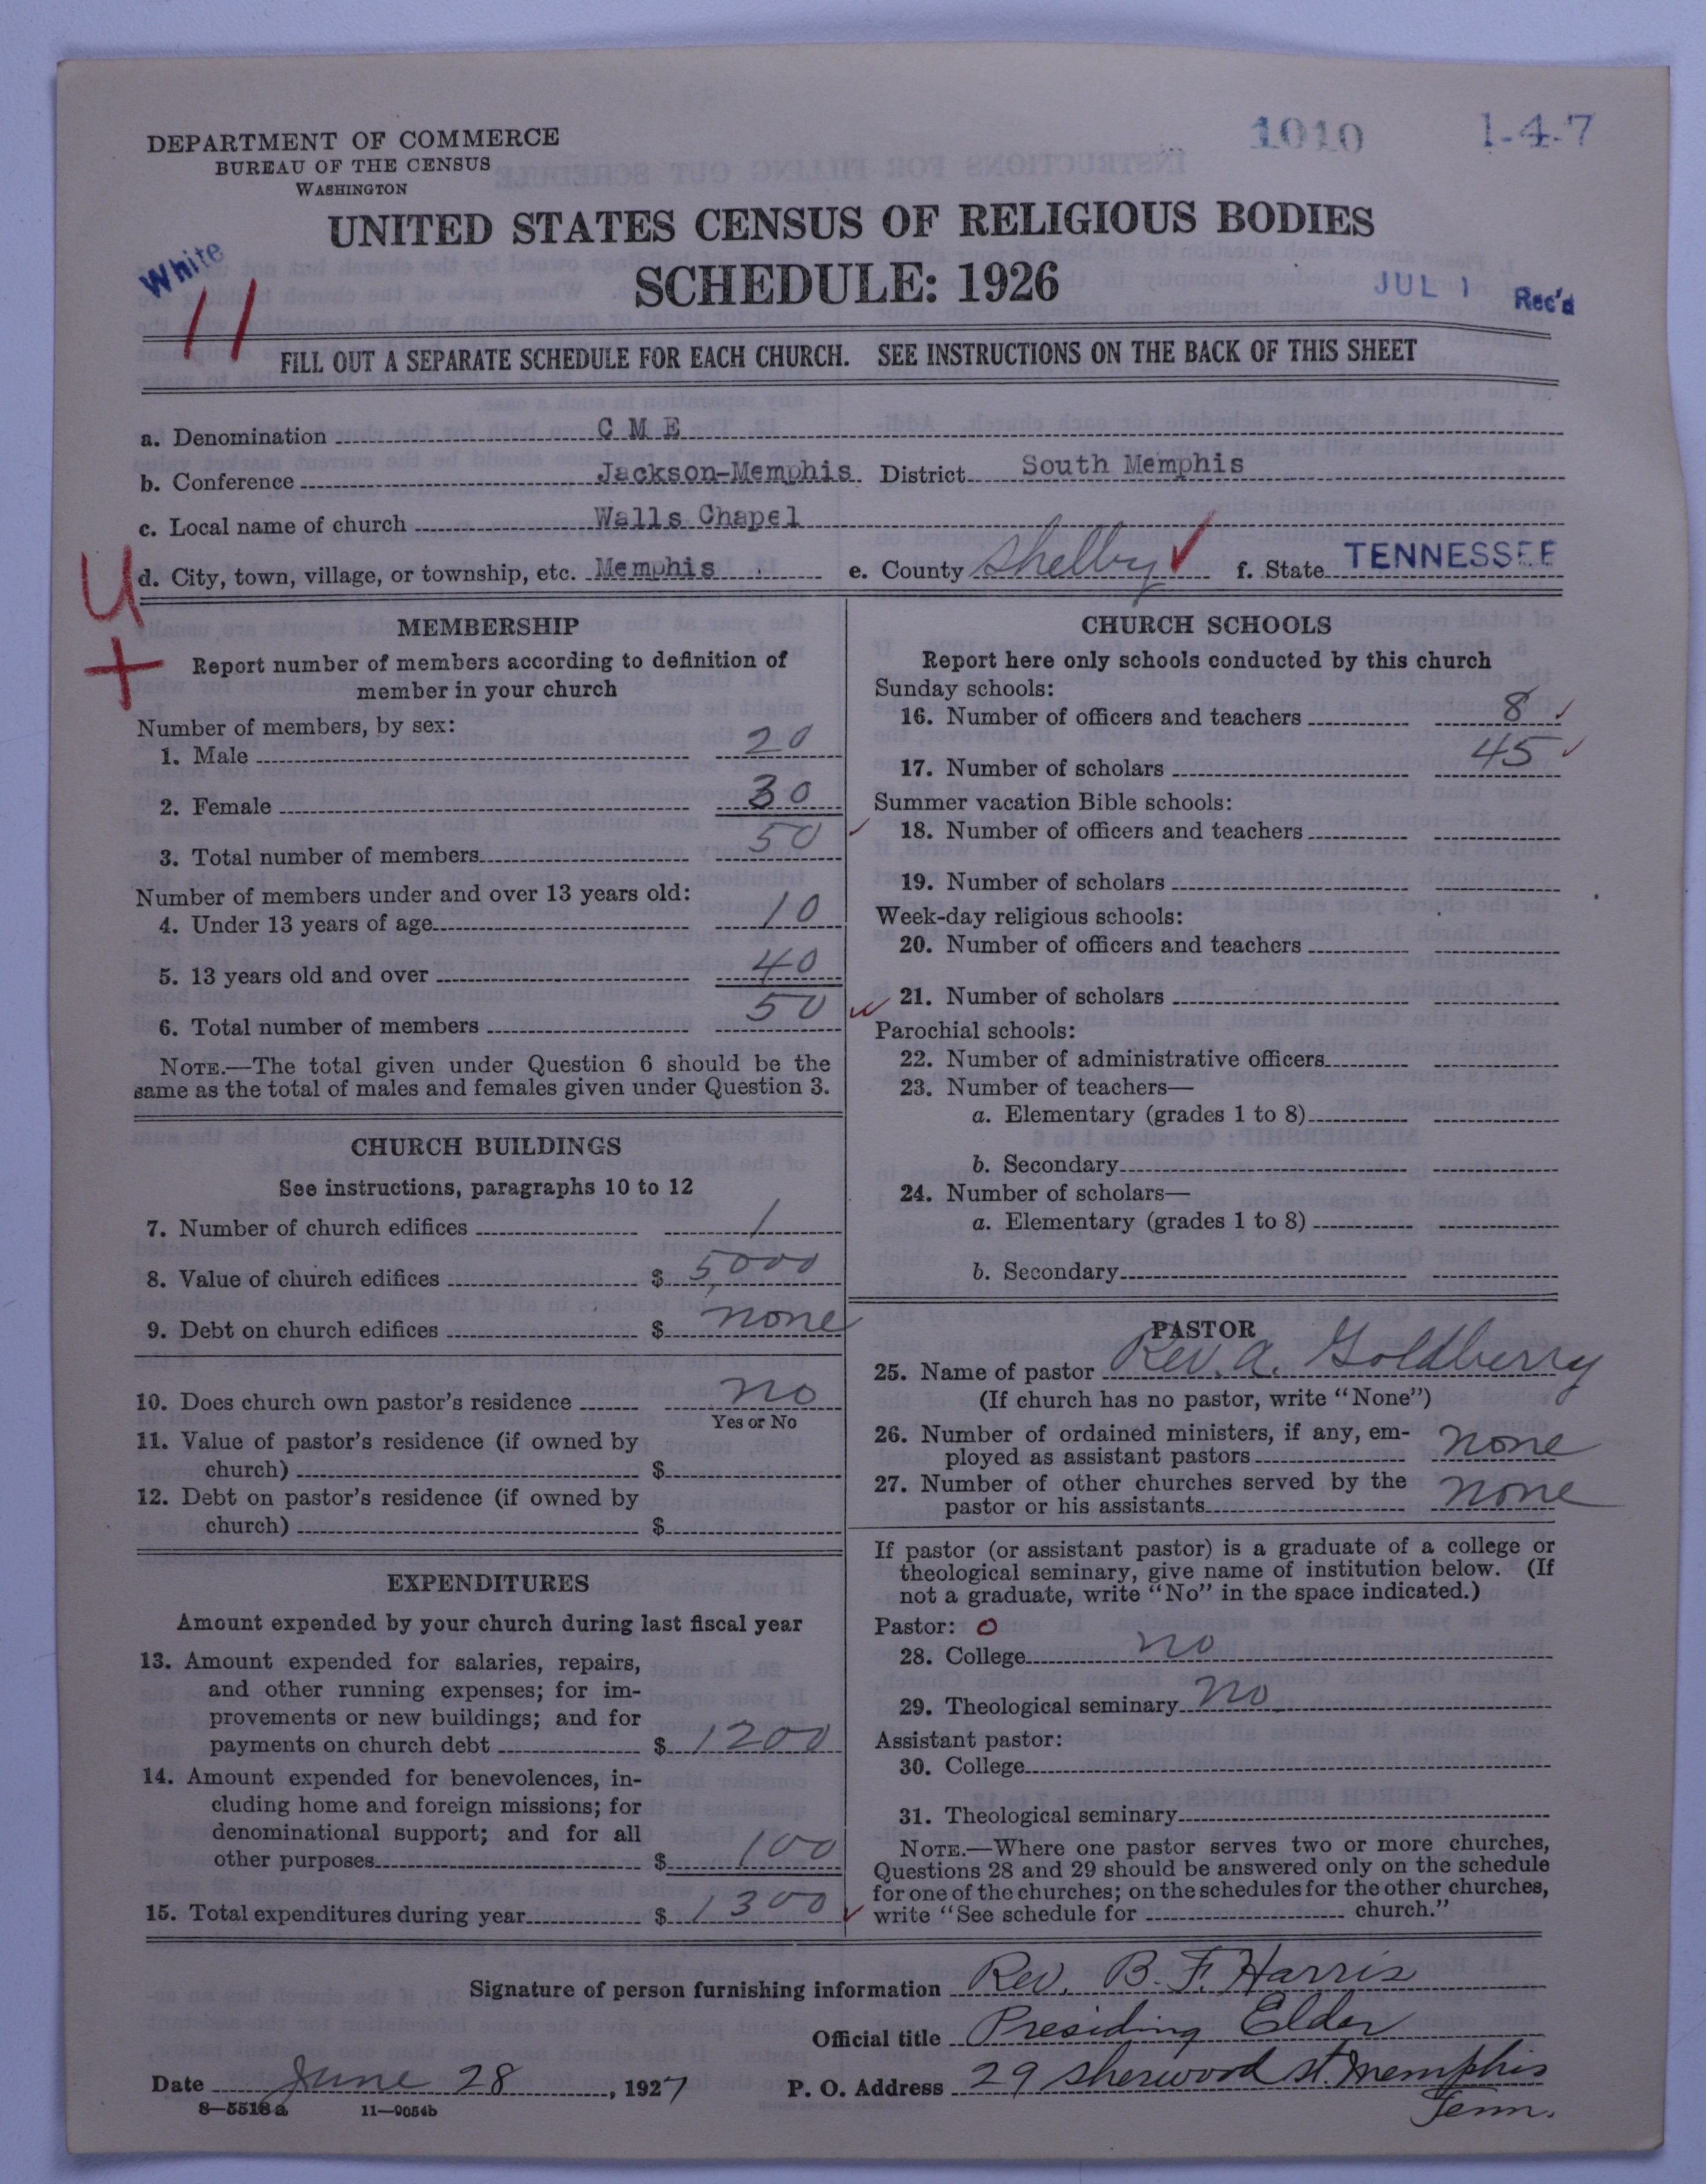 DEPARTMENT OF COMMERCE
BUREAU OF THE CENSUS
WASHINGTON
1010 1-4-7
UNITED STATES CENSUS OF RELIGIOUS BODIES
SCHEDULE: 1926
White
11
JUL 1 Rec'd
FILL OUT A SEPARATE SCHEDULE FOR EACH CHURCH. SEE INSTRUCTIONS ON THE BACK OF THIS SHEET
a. Denomination C M E
b. Conference Jackson-Memphis District South Memphis
c. Local name of church Walls Chapel
d. City, town, village, or township, etc. Memphis e. County Shelby ✓ f. State TENNESSEE
U
+
MEMBERSHIP
Report number of members according to definition of
member in your church
Number of members, by sex:
1. Male 20
2. Female 30
3. Total number of members 50 ✓
Number of members under and over 13 years old:
4. Under 13 years of age 10
5. 13 years old and over 40
6. Total number of members 50 ✓
NOTE.—The total given under Question 6 should be the
same as the total of males and females given under Question 3.
CHURCH BUILDINGS
See instructions, paragraphs 10 to 12
7. Number of church edifices 1
8. Value of church edifices $ 5,000
9. Debt on church edifices $ none
10. Does church own pastor's residence no
Yes or No
11. Value of pastor's residence (if owned by
church) $
12. Debt on pastor's residence (if owned by
church) $
EXPENDITURES
Amount expended by your church during last fiscal year
13. Amount expended for salaries, repairs,
and other running expenses; for im-
provements or new buildings; and for
payments on church debt $ 1200
14. Amount expended for benevolences, in-
cluding home and foreign missions; for
denominational support; and for all
other purposes $ 100
15. Total expenditures during year $ 1300 ✓
CHURCH SCHOOLS
Report here only schools conducted by this church
Sunday schools:
16. Number of officers and teachers 8 ✓
17. Number of scholars 45 ✓
Summer vacation Bible schools:
18. Number of officers and teachers
19. Number of scholars
Week-day religious schools:
20. Number of officers and teachers
21. Number of scholars
Parochial schools:
22. Number of administrative officers
23. Number of teachers—
a. Elementary (grades 1 to 8)
b. Secondary
24. Number of scholars—
a. Elementary (grades 1 to 8)
b. Secondary
PASTOR
25. Name of pastor Rev. a. Goldberry
(If church has no pastor, write "None")
26. Number of ordained ministers, if any, em-
ployed as assistant pastors none
27. Number of other churches served by the
pastor or his assistants none
If pastor (or assistant pastor) is a graduate of a college or
theological seminary, give name of institution below. (If
not a graduate, write "No" in the space indicated.)
Pastor: 0
28. College no
29. Theological seminary no
Assistant pastor:
30. College
31. Theological seminary
NOTE.—Where one pastor serves two or more churches,
Questions 28 and 29 should be answered only on the schedule
for one of the churches; on the schedules for the other churches,
write "See schedule for church."
Signature of person furnishing information Rev. B. F. Harris
Official title Presiding Elder
Date June 28, 1927 P. O. Address 29 Sherwood st. Memphis
Tenn.
8—5518a 11—9054b